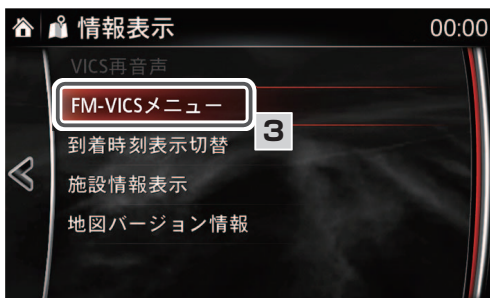 情報表示 00:00
VICS再音声
FM-VICSメニュー
3
到着時刻表示切替
施設情報表示
地図バージョン情報